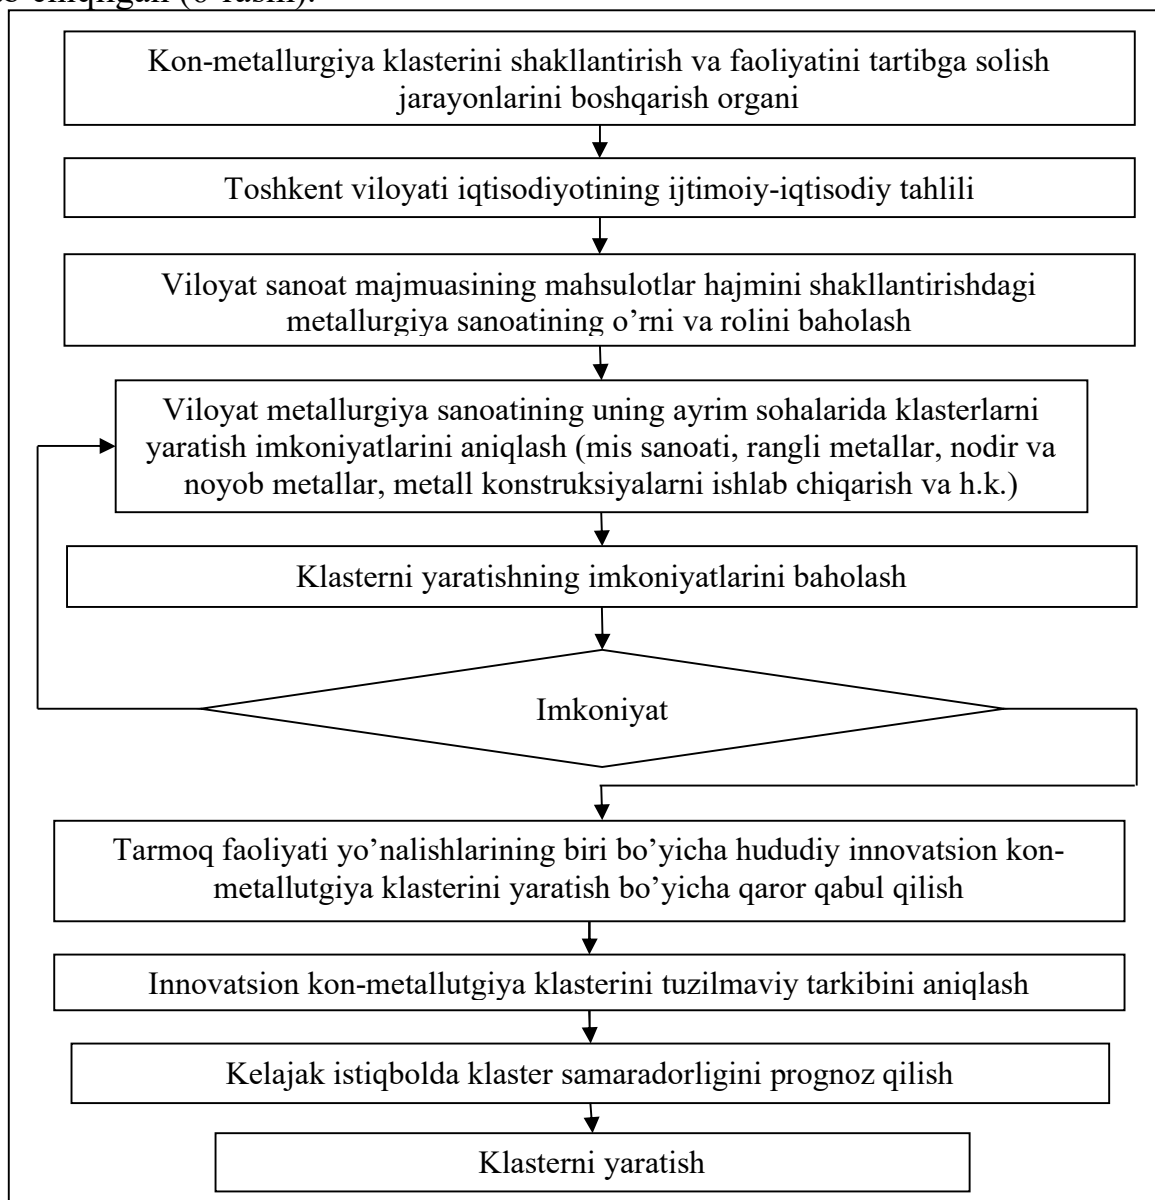 Kon-metallurgiya klasterini shakllantirish va faoliyatini tartibga solish
jarayonlarini boshqarish organi
Toshkent viloyati iqtisodiyotining ijtimoiy-iqtisodiy tahlili
Viloyat sanoat majmuasining mahsulotlar hajmini shakllantirishdagi
metallurgiya sanoatining o’rni va rolini baholash
Viloyat metallurgiya sanoatining uning ayrim sohalarida klasterlarni
yaratish imkoniyatlarini aniqlash (mis sanoati, rangli metallar, nodir va
noyob metallar, metall konstruksiyalarni ishlab chiqarish va h.k.)
Klasterni yaratishning imkoniyatlarini baholash
Imkoniyat
Tarmoq faoliyati yo’nalishlarining biri bo’yicha hududiy innovatsion kon-
metallutgiya klasterini yaratish bo’yicha qaror qabul qilish
Innovatsion kon-metallutgiya klasterini tuzilmaviy tarkibini aniqlash
Kelajak istiqbolda klaster samaradorligini prognoz qilish
Klasterni yaratish